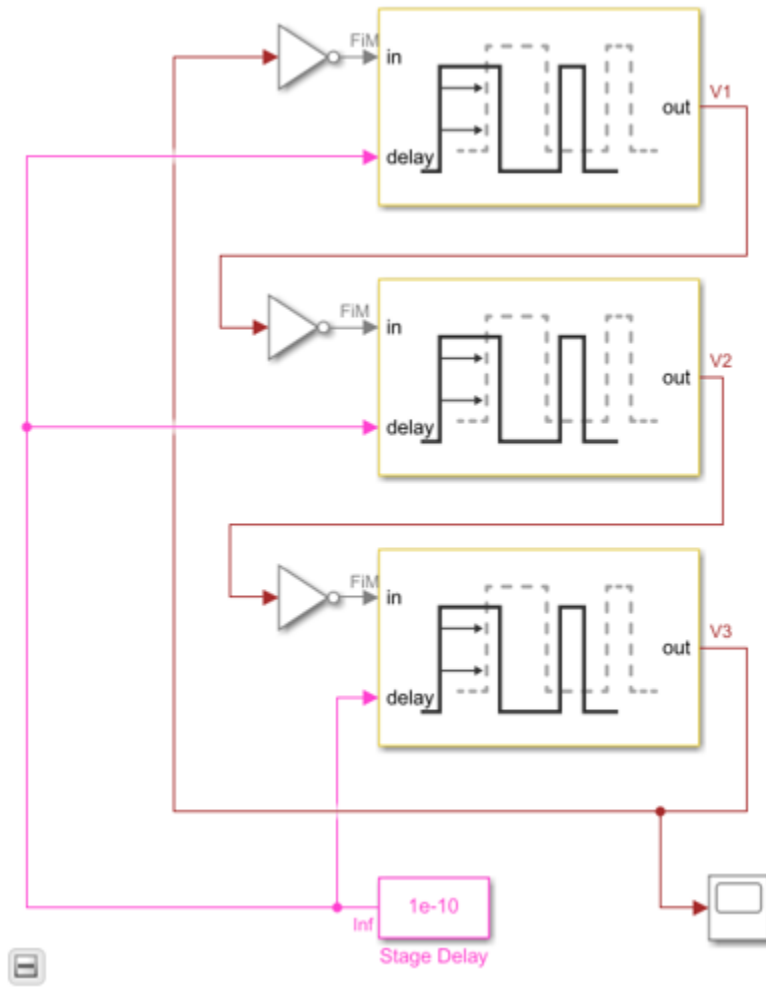 FiM
in
delay
out
V1
FiM
in
delay
out
V2
FiM
in
delay
out
V3
1e-10
Inf
Stage Delay